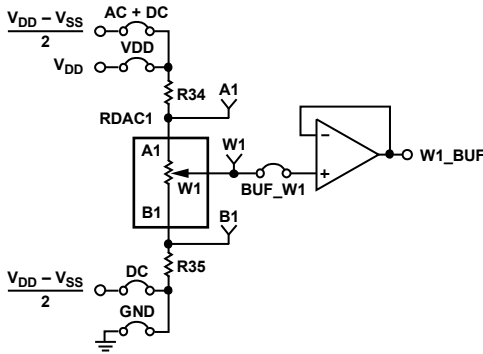 V_DD – V_SS
2
AC + DC
VDD
V_DD
R34
A1
RDAC1
A1
W1
B1
W1
BUF_W1
–
+
W1_BUF
B1
R35
V_DD – V_SS
2
DC
GND